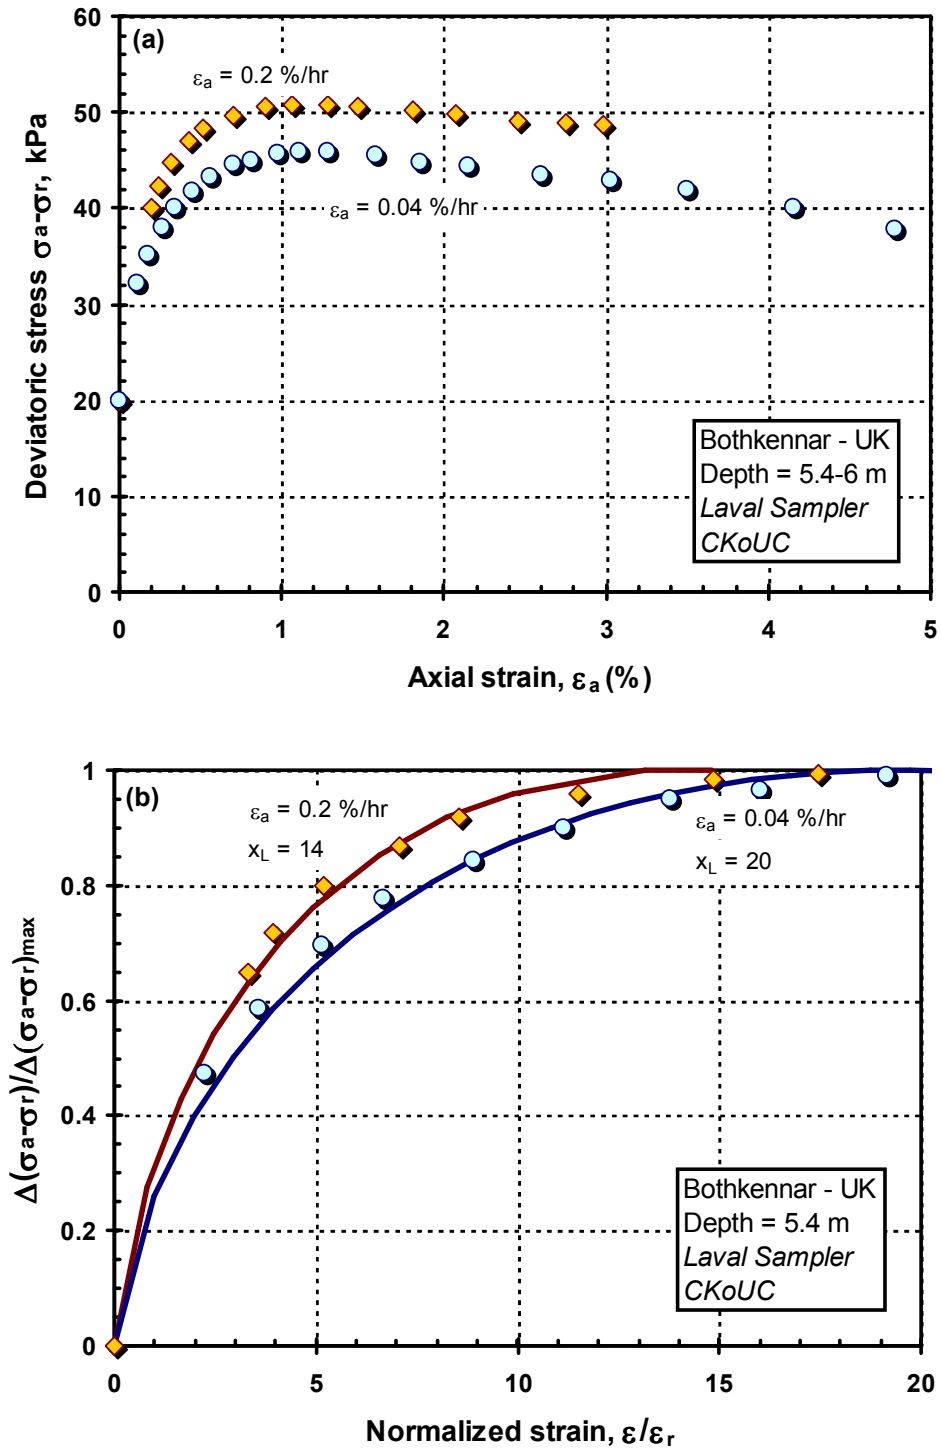 (a)
60
50
40
30
20
10
0
εa = 0.2 %/hr
εa = 0.04 %/hr
Deviatoric stress σa-σr, kPa
Bothkennar - UK
Depth = 5.4-6 m
Laval Sampler
CKoUC
0 1 2 3 4 5
Axial strain, εa (%)
(b)
1
0.8
0.6
0.4
0.2
0
εa = 0.2 %/hr
xL = 14
εa = 0.04 %/hr
xL = 20
Δ(σa-σr)/Δ(σa-σr)max
Bothkennar - UK
Depth = 5.4 m
Laval Sampler
CKoUC
0 5 10 15 20
Normalized strain, ε/εr